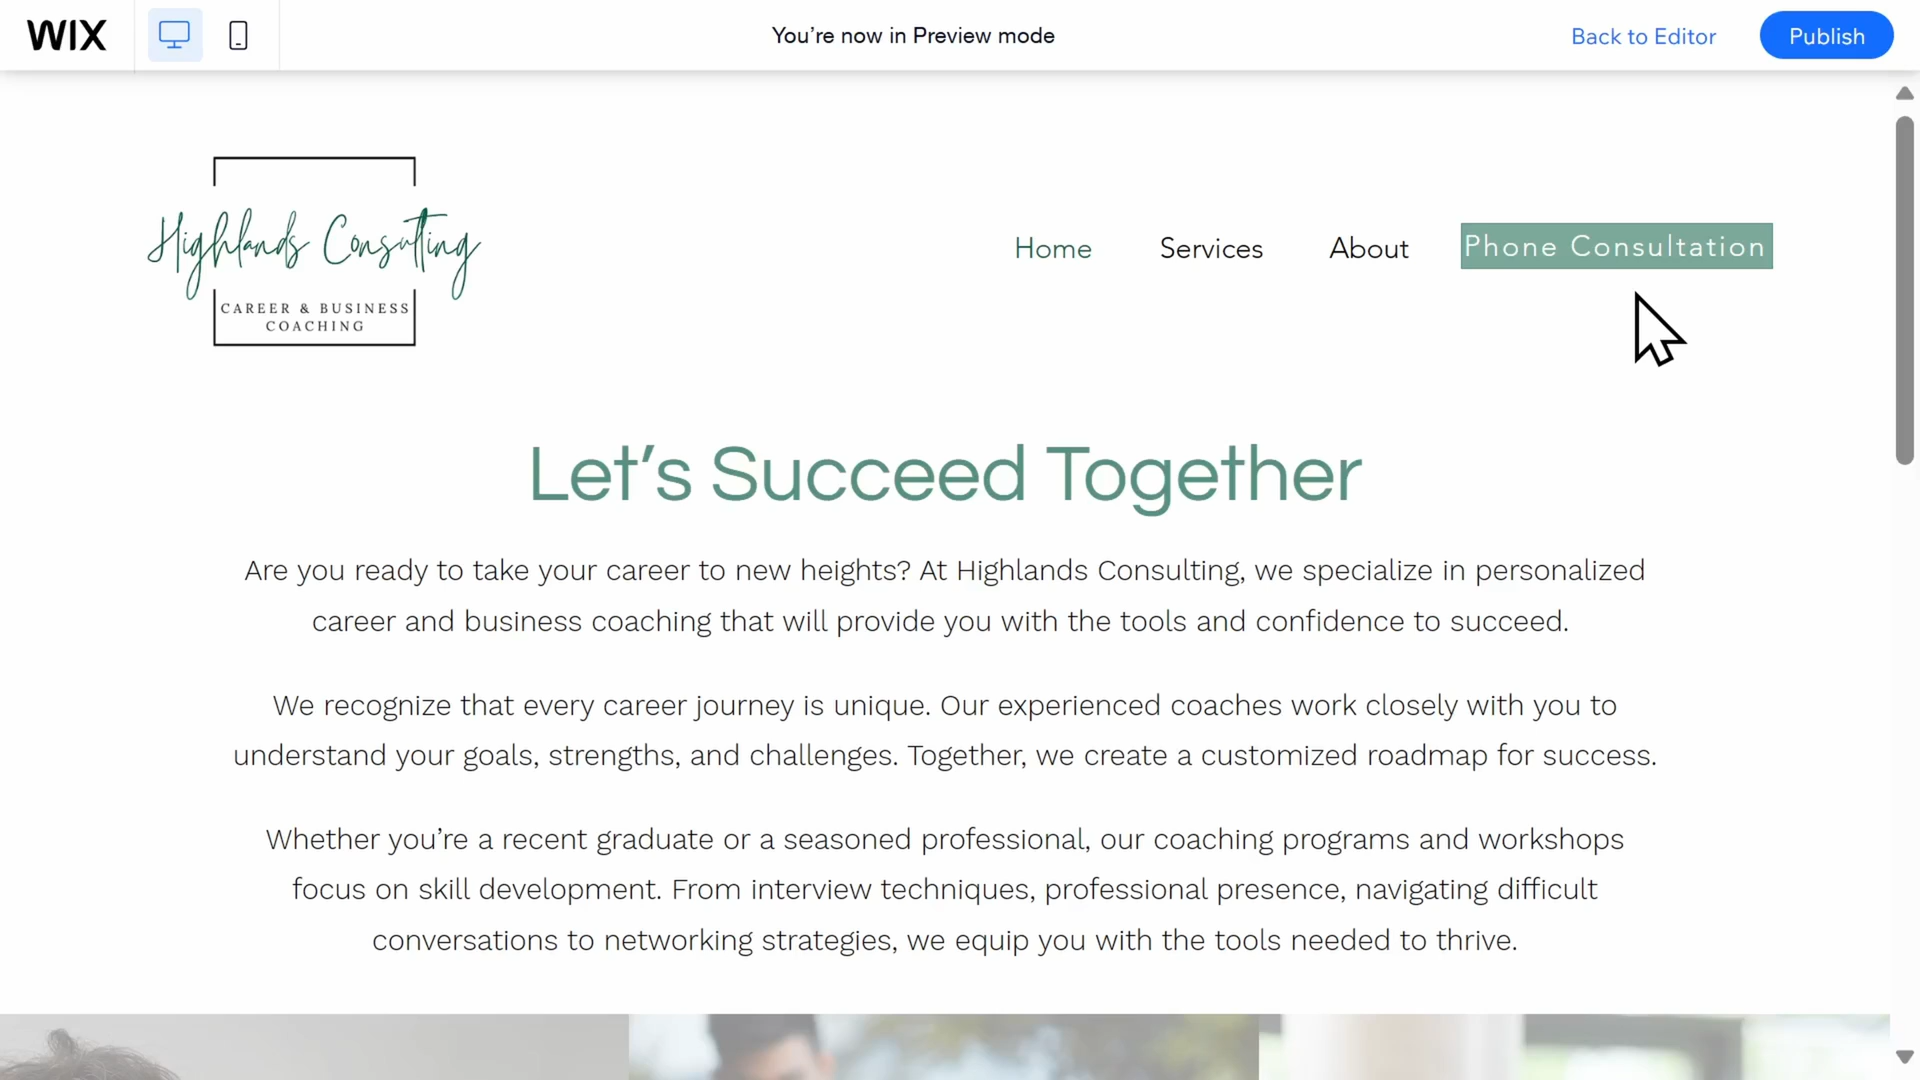 WIX
You’re now in Preview mode
Back to Editor
Publish
Highlands Consulting
CAREER & BUSINESS
COACHING
Home
Services
About
Phone Consultation
Let’s Succeed Together
Are you ready to take your career to new heights? At Highlands Consulting, we specialize in personalized
career and business coaching that will provide you with the tools and confidence to succeed.
We recognize that every career journey is unique. Our experienced coaches work closely with you to
understand your goals, strengths, and challenges. Together, we create a customized roadmap for success.
Whether you’re a recent graduate or a seasoned professional, our coaching programs and workshops
focus on skill development. From interview techniques, professional presence, navigating difficult
conversations to networking strategies, we equip you with the tools needed to thrive.